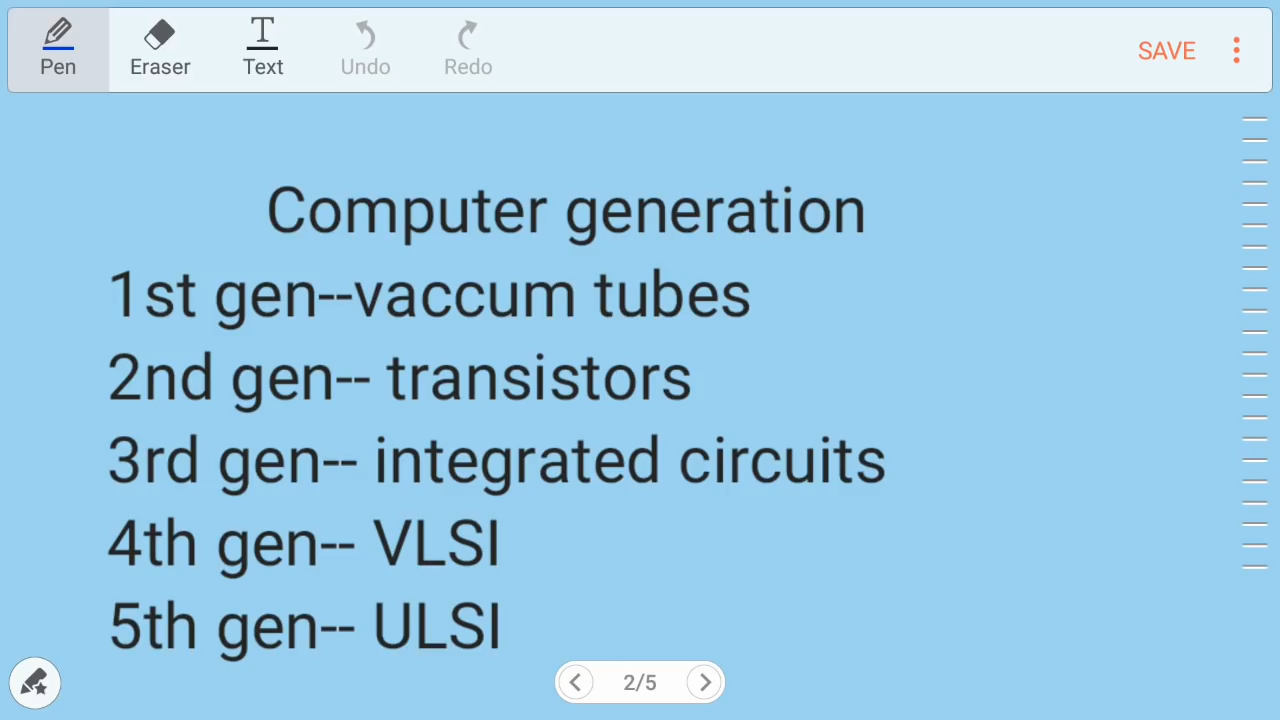 Pen Eraser Text Undo Redo SAVE
Computer generation
1st gen--vaccum tubes
2nd gen-- transistors
3rd gen-- integrated circuits
4th gen-- VLSI
5th gen-- ULSI
2/5